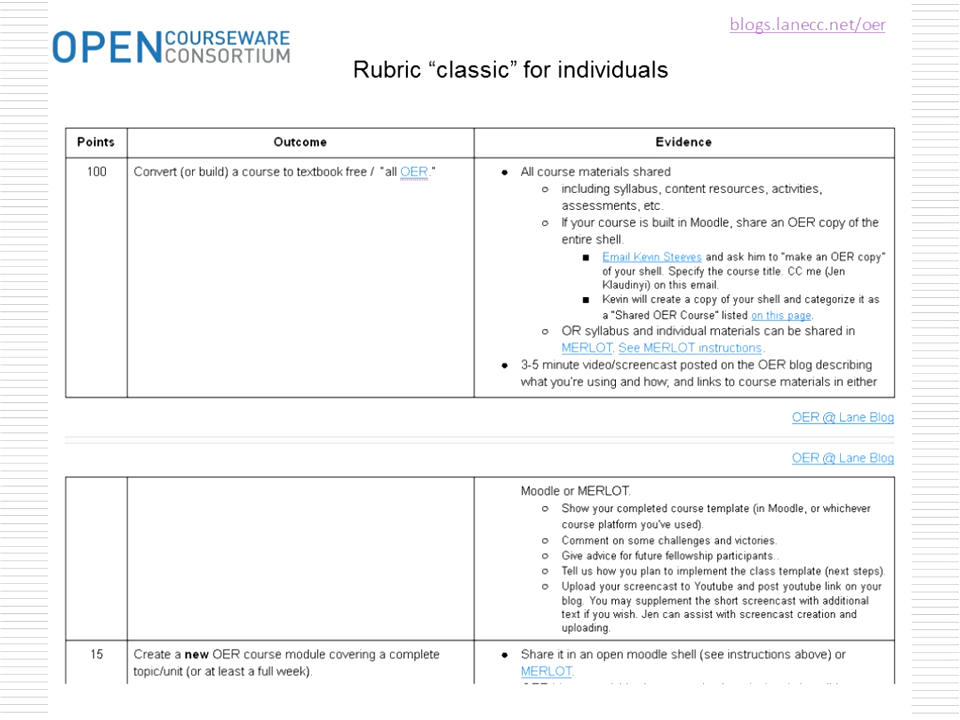 blogs.lanecc.net/oer
OPEN COURSEWARE
CONSORTIUM
Rubric “classic” for individuals
Points Outcome Evidence
100 Convert (or build) a course to textbook free / "all OER."
● All course materials shared
○ including syllabus, content resources, activities,
assessments, etc.
○ If your course is built in Moodle, share an OER copy of the
entire shell.
■ Email Kevin Steeves and ask him to "make an OER copy"
of your shell. Specify the course title. CC me (Jen
Klaudinyi) on this email.
■ Kevin will create a copy of your shell and categorize it as
a "Shared OER Course" listed on this page.
○ OR syllabus and individual materials can be shared in
MERLOT. See MERLOT instructions.
● 3-5 minute video/screencast posted on the OER blog describing
what you're using and how; and links to course materials in either
OER @ Lane Blog
OER @ Lane Blog
Moodle or MERLOT.
○ Show your completed course template (in Moodle, or whichever
course platform you've used).
○ Comment on some challenges and victories.
○ Give advice for future fellowship participants..
○ Tell us how you plan to implement the class template (next steps).
○ Upload your screencast to Youtube and post youtube link on your
blog. You may supplement the short screencast with additional
text if you wish. Jen can assist with screencast creation and
uploading.
15 Create a new OER course module covering a complete
topic/unit (or at least a full week).
● Share it in an open moodle shell (see instructions above) or
MERLOT.